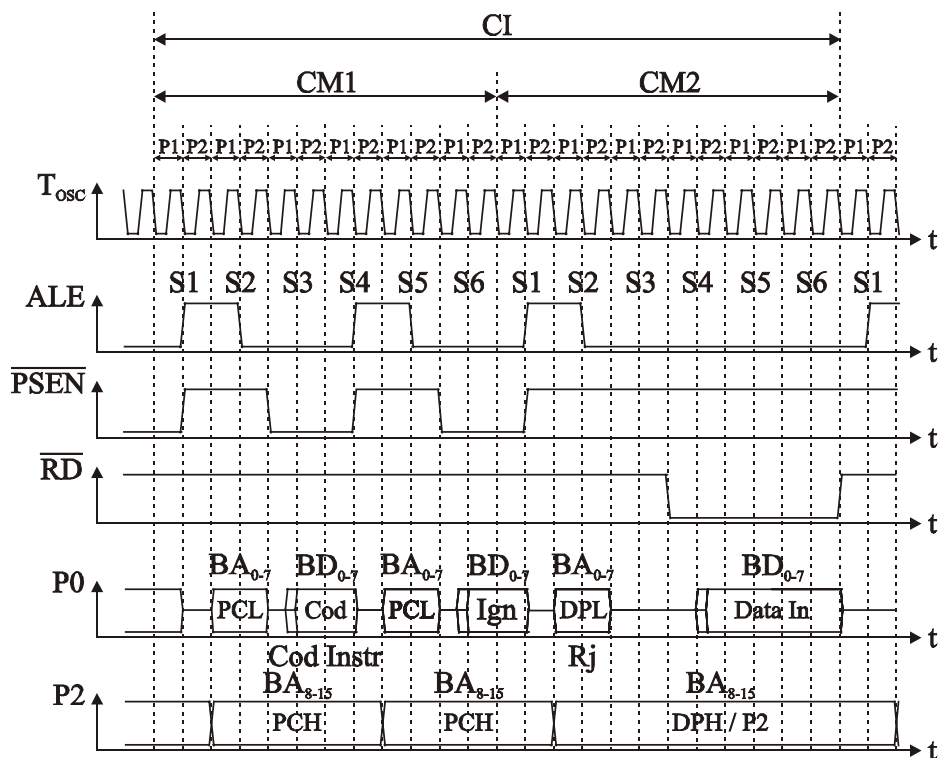 CI
CM1 CM2
P1 P2 P1 P2 P1 P2 P1 P2 P1 P2 P1 P2 P1 P2 P1 P2 P1 P2 P1 P2 P1 P2 P1 P2 P1 P2
TOSC
t
S1 S2 S3 S4 S5 S6 S1 S2 S3 S4 S5 S6 S1
ALE
t
PSEN
t
RD
t
BA0-7 BD0-7 BA0-7 BD0-7 BA0-7 BD0-7
P0
PCL Cod PCL Ign DPL Data In
t
Cod Instr Rj
BA8-15 BA8-15 BA8-15
P2
PCH PCH DPH / P2
t